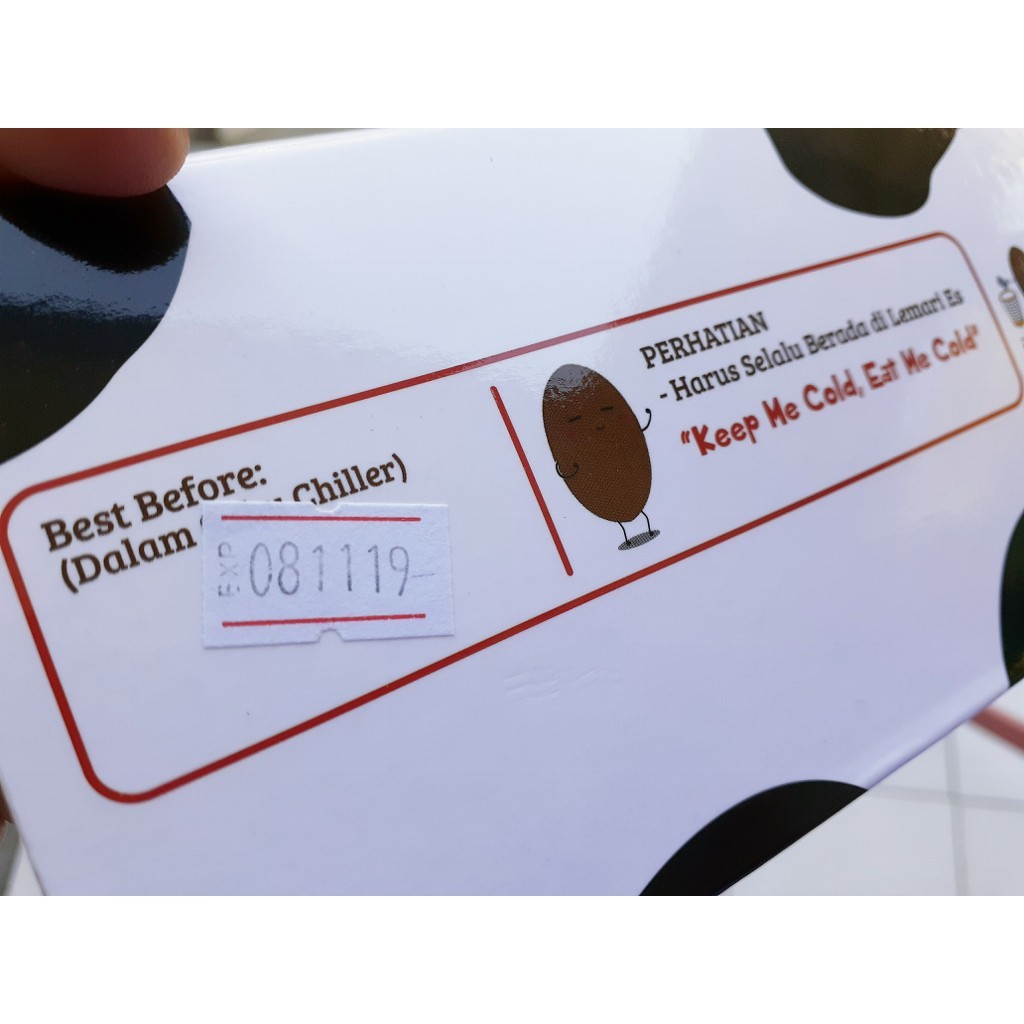 Best Before:
(Dalam Chiller)
EXP 081119
PERHATIAN
- Harus Selalu Berada di Lemari Es
"Keep Me Cold, Eat Me Cold"